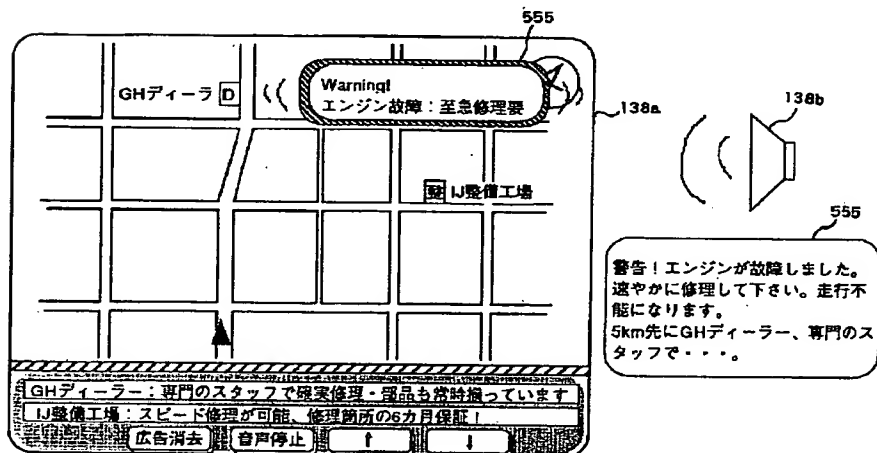 555
GHディーラ D
Warning!
エンジン故障：至急修理要
138a
138b
整 IJ整備工場
555
警告！エンジンが故障しました。
速やかに修理して下さい。走行不
能になります。
5km先にGHディーラー、専門のス
タッフで・・・。
GHディーラー：専門のスタッフで確実修理・部品も常時揃っています
IJ整備工場：スピード修理が可能、修理箇所の6カ月保証！
広告消去 音声停止 ↑ ↓